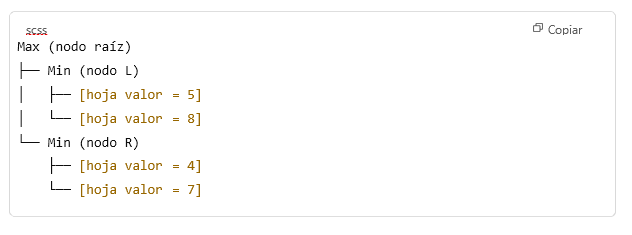 scss
Copiar
Max (nodo raíz)
├── Min (nodo L)
│   ├── [hoja valor = 5]
│   └── [hoja valor = 8]
└── Min (nodo R)
    ├── [hoja valor = 4]
    └── [hoja valor = 7]